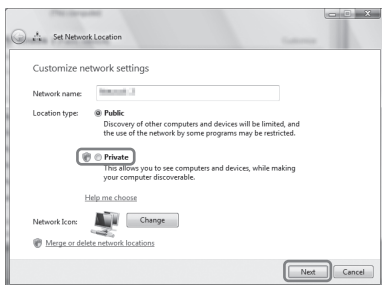 Set Network Location
Customize network settings
Network name:
Location type:
Public
Discovery of other computers and devices will be limited, and
the use of the network by some programs may be restricted.
Private
This allows you to see computers and devices, while making
your computer discoverable.
Help me choose
Network Icon:
Change
Merge or delete network locations
Next
Cancel